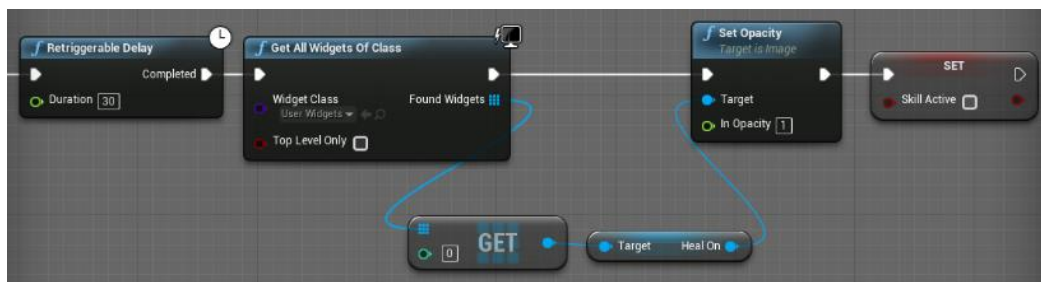 Retriggerable Delay
Completed
Duration 30
Get All Widgets Of Class
Widget Class
User Widgets
Found Widgets
Top Level Only
Set Opacity
Target is Image
Target
In Opacity 1
SET
Skill Active
0 GET
Target Heal On